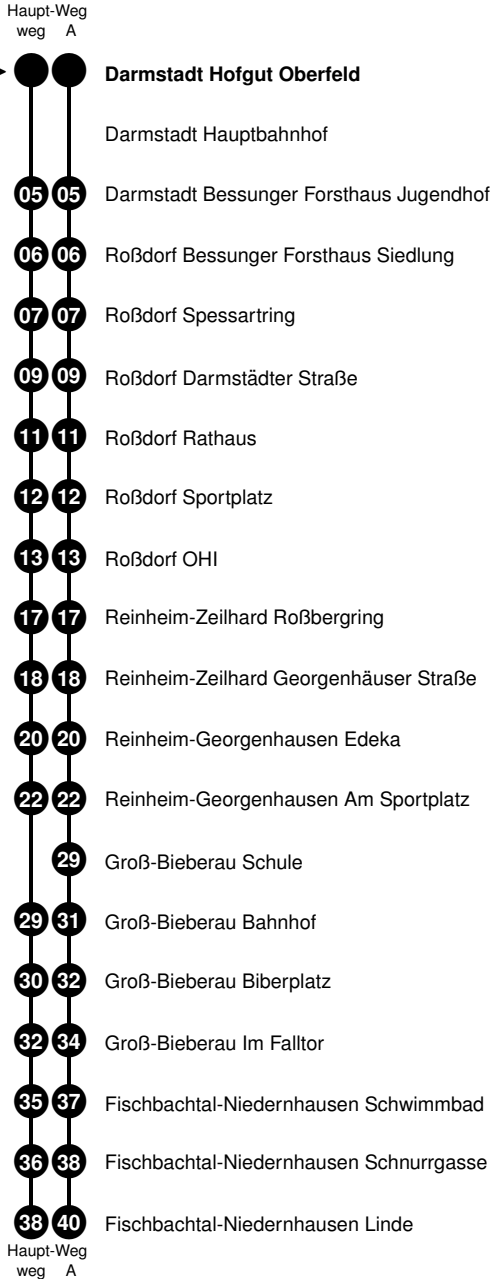 Haupt-Weg
weg A
Darmstadt Hofgut Oberfeld
Darmstadt Hauptbahnhof
05 05 Darmstadt Bessunger Forsthaus Jugendhof
06 06 Roßdorf Bessunger Forsthaus Siedlung
07 07 Roßdorf Spessartring
09 09 Roßdorf Darmstädter Straße
11 11 Roßdorf Rathaus
12 12 Roßdorf Sportplatz
13 13 Roßdorf OHI
17 17 Reinheim-Zeilhard Roßbergring
18 18 Reinheim-Zeilhard Georgenhäuser Straße
20 20 Reinheim-Georgenhausen Edeka
22 22 Reinheim-Georgenhausen Am Sportplatz
29 Groß-Bieberau Schule
29 31 Groß-Bieberau Bahnhof
30 32 Groß-Bieberau Biberplatz
32 34 Groß-Bieberau Im Falltor
35 37 Fischbachtal-Niedernhausen Schwimmbad
36 38 Fischbachtal-Niedernhausen Schnurrgasse
38 40 Fischbachtal-Niedernhausen Linde
Haupt-Weg
weg A